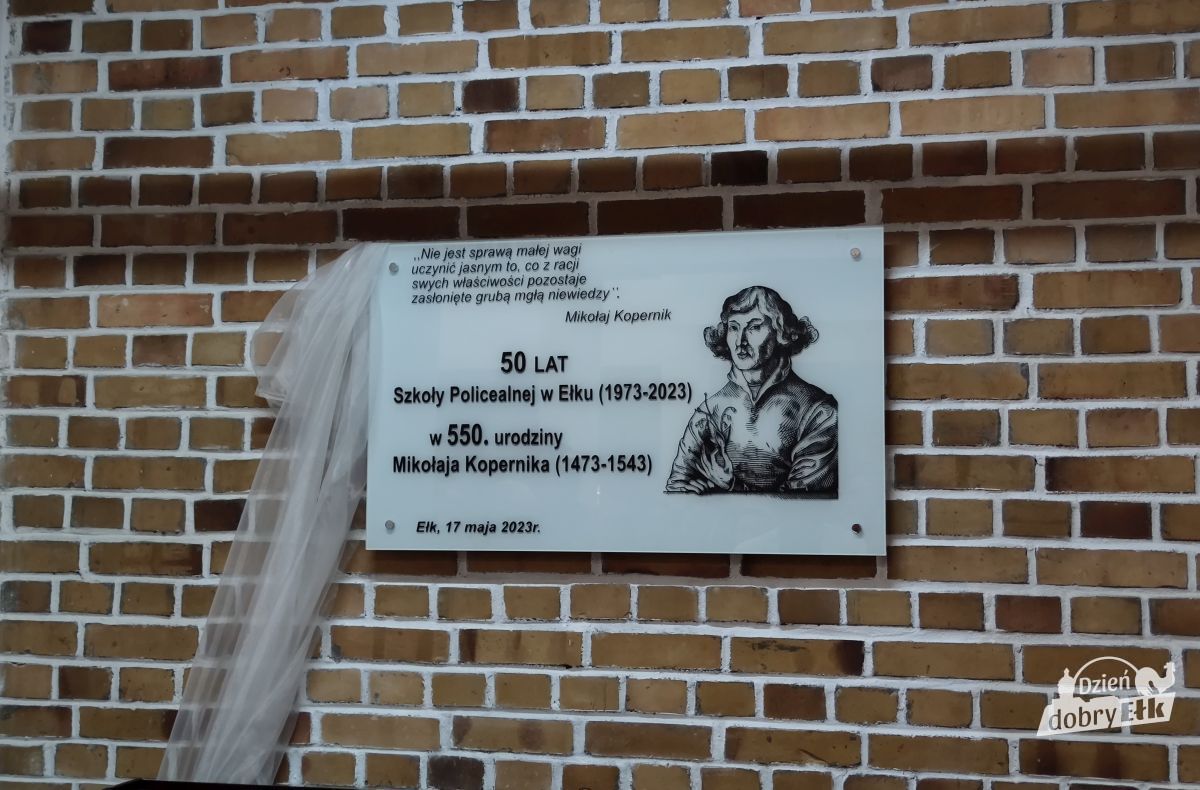 ,,Nie jest sprawą małej wagi
uczynić jasnym to, co z racji
swych właściwości pozostaje
zasłonięte grubą mgłą niewiedzy``.
Mikołaj Kopernik
50 LAT
Szkoły Policealnej w Ełku (1973-2023)
w 550. urodziny
Mikołaja Kopernika (1473-1543)
Ełk, 17 maja 2023r.
Dzień
dobry Ełk